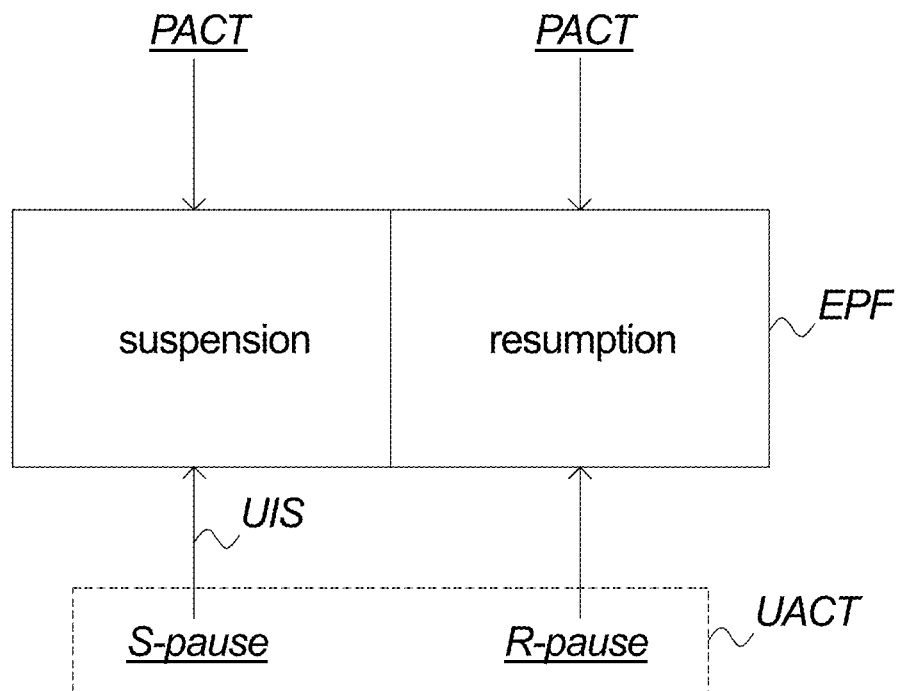 PACT PACT
suspension resumption
EPF
UIS
UACT
S-pause R-pause